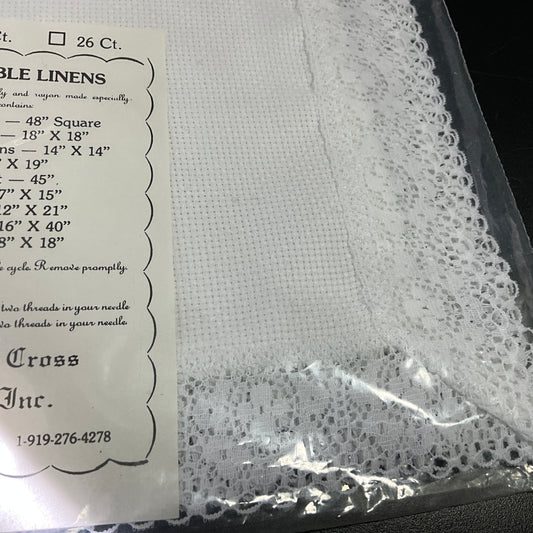 Ct. ☐ 26 Ct.
BLE LINENS
ly and rayon made especially
contains:
— 48" Square
— 18" X 18"
ns — 14" X 14"
" X 19"
t — 45".
7" X 15"
12" X 21"
16" X 40"
8" X 18"
e cycle. Remove promptly.
two threads in your needle
wo threads in your needle
Cross
Inc.
1-919-276-4278